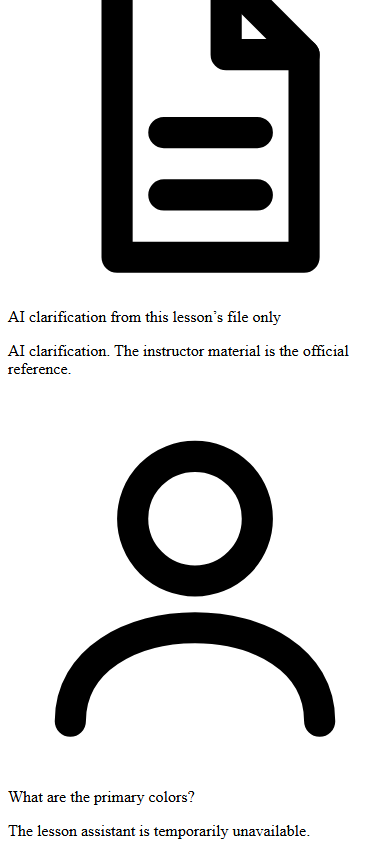 AI clarification from this lesson’s file only
AI clarification. The instructor material is the official
reference.
What are the primary colors?
The lesson assistant is temporarily unavailable.